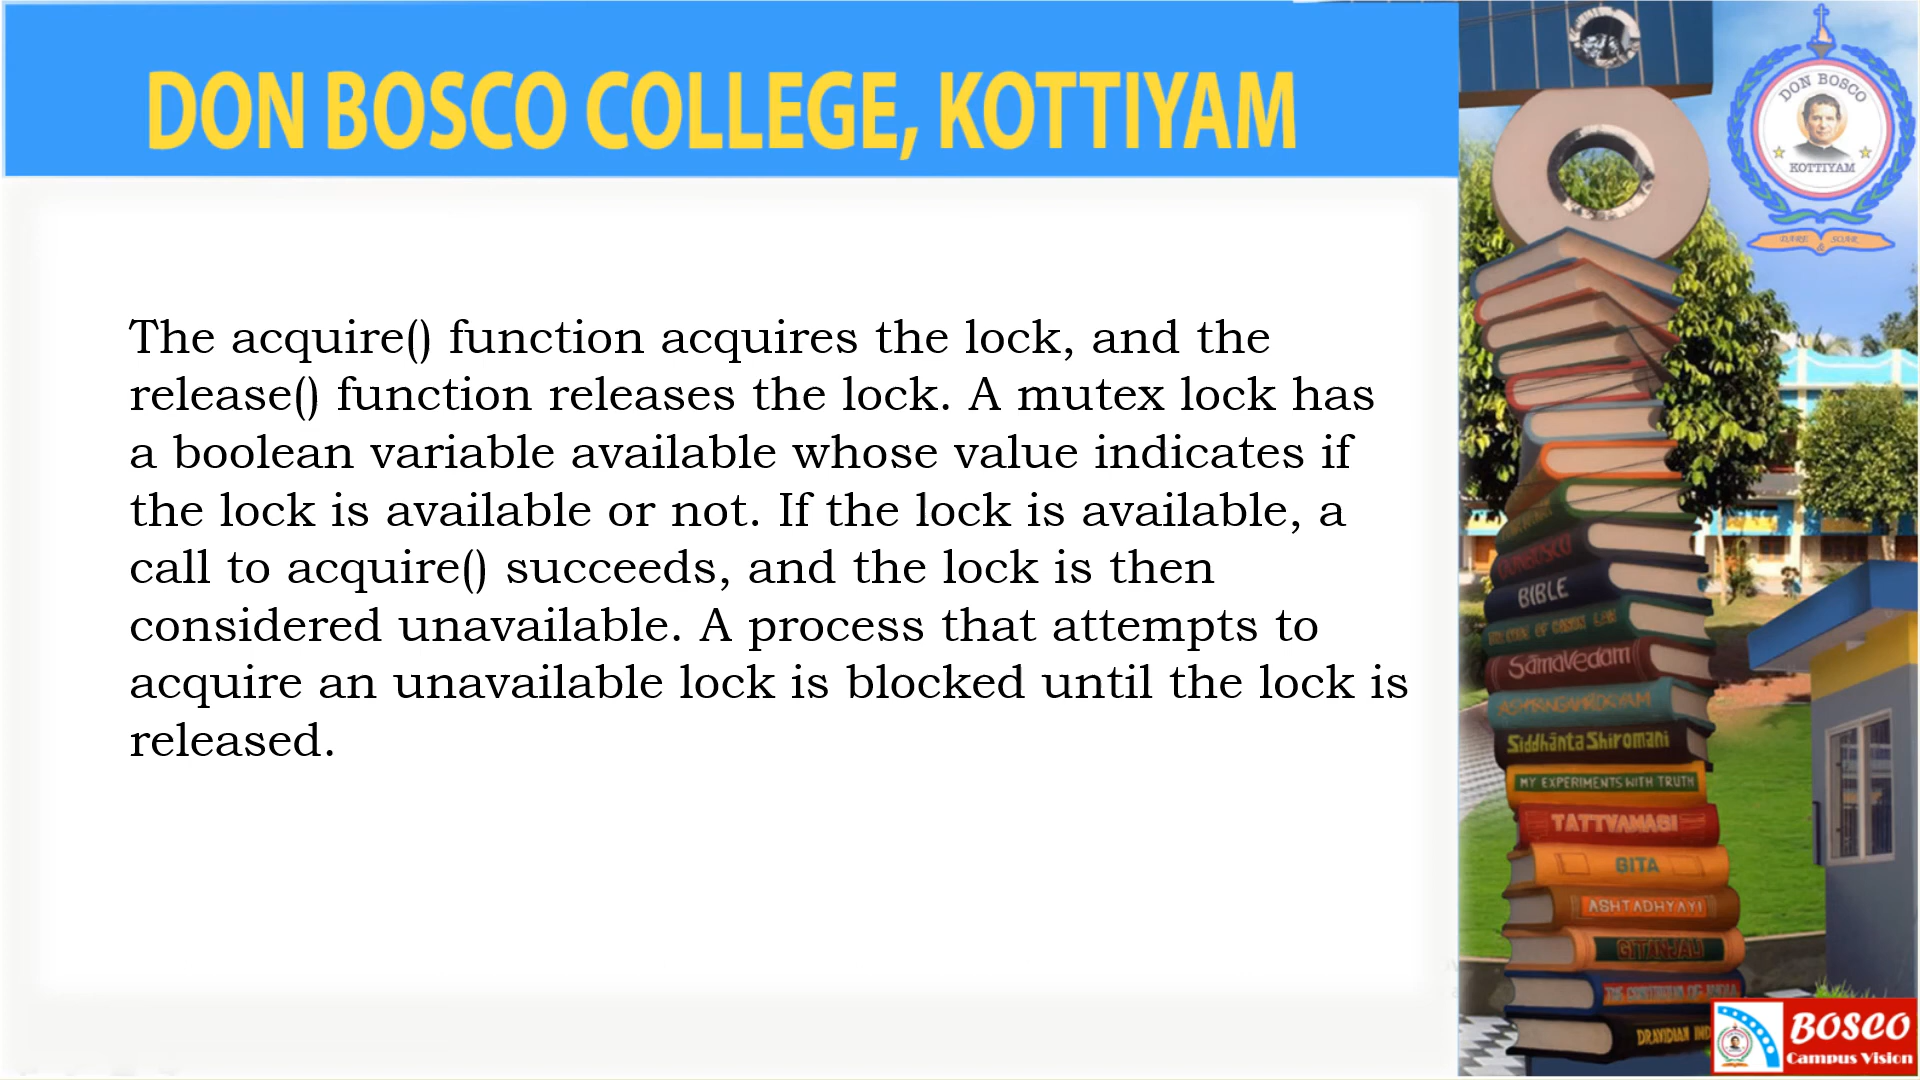 DON BOSCO COLLEGE, KOTTIYAM
DON BOSCO
KOTTIYAM
DARE & SOAR
The acquire() function acquires the lock, and the
release() function releases the lock. A mutex lock has
a boolean variable available whose value indicates if
the lock is available or not. If the lock is available, a
call to acquire() succeeds, and the lock is then
considered unavailable. A process that attempts to
acquire an unavailable lock is blocked until the lock is
released.
BIBLE
SāmaVedam
Siddhānta Shiromani
MY EXPERIMENTS WITH TRUTH
TATTVAMASI
GITA
ASHTADHYAYI
GITANJALI
DRAVIDIAN
BOSCO
Campus Vision